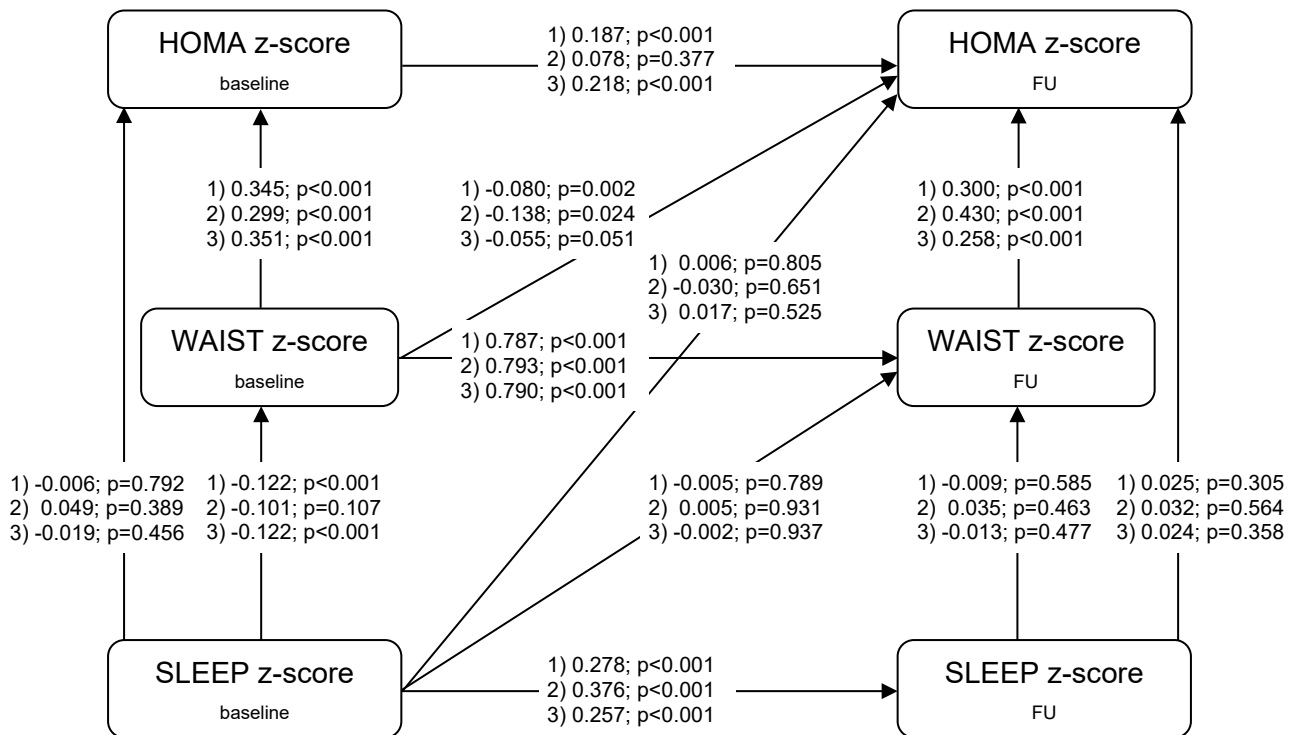 HOMA z-score
baseline
1) 0.187; p<0.001
2) 0.078; p=0.377
3) 0.218; p<0.001
HOMA z-score
FU
1) 0.345; p<0.001
2) 0.299; p<0.001
3) 0.351; p<0.001
1) -0.080; p=0.002
2) -0.138; p=0.024
3) -0.055; p=0.051
1) 0.300; p<0.001
2) 0.430; p<0.001
3) 0.258; p<0.001
1) 0.006; p=0.805
2) -0.030; p=0.651
3) 0.017; p=0.525
WAIST z-score
baseline
1) 0.787; p<0.001
2) 0.793; p<0.001
3) 0.790; p<0.001
WAIST z-score
FU
1) -0.006; p=0.792
2) 0.049; p=0.389
3) -0.019; p=0.456
1) -0.122; p<0.001
2) -0.101; p=0.107
3) -0.122; p<0.001
1) -0.005; p=0.789
2) 0.005; p=0.931
3) -0.002; p=0.937
1) -0.009; p=0.585
2) 0.035; p=0.463
3) -0.013; p=0.477
1) 0.025; p=0.305
2) 0.032; p=0.564
3) 0.024; p=0.358
SLEEP z-score
baseline
1) 0.278; p<0.001
2) 0.376; p<0.001
3) 0.257; p<0.001
SLEEP z-score
FU